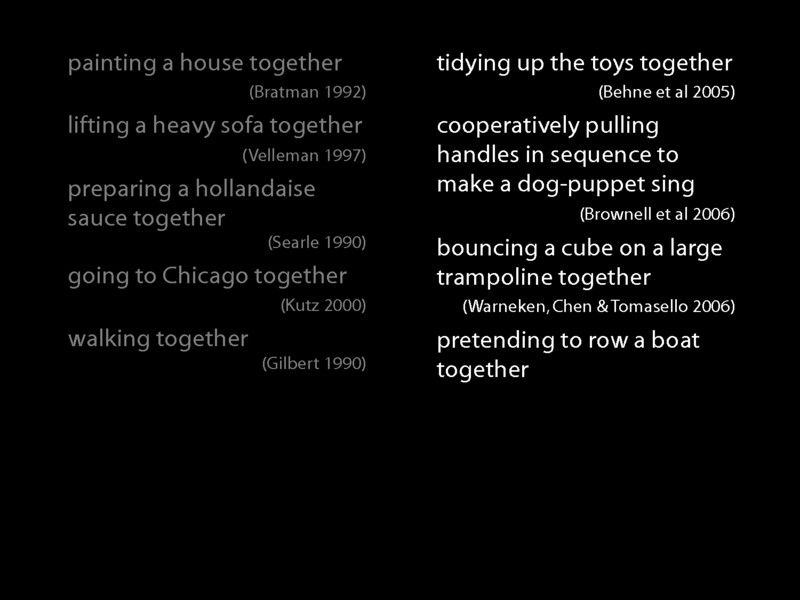 painting a house together
(Bratman 1992)
lifting a heavy sofa together
(Velleman 1997)
preparing a hollandaise
sauce together
(Searle 1990)
going to Chicago together
(Kutz 2000)
walking together
(Gilbert 1990)
tidying up the toys together
(Behne et al 2005)
cooperatively pulling
handles in sequence to
make a dog-puppet sing
(Brownell et al 2006)
bouncing a cube on a large
trampoline together
(Warneken, Chen & Tomasello 2006)
pretending to row a boat
together